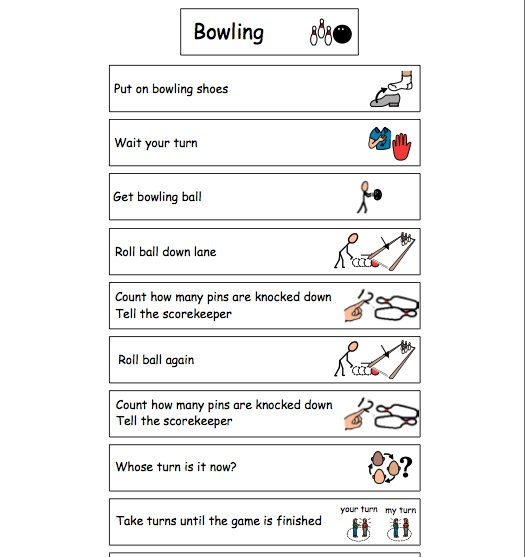 Bowling
Put on bowling shoes
Wait your turn
Get bowling ball
Roll ball down lane
Count how many pins are knocked down
Tell the scorekeeper
Roll ball again
Count how many pins are knocked down
Tell the scorekeeper
Whose turn is it now?
?
your turn my turn
Take turns until the game is finished